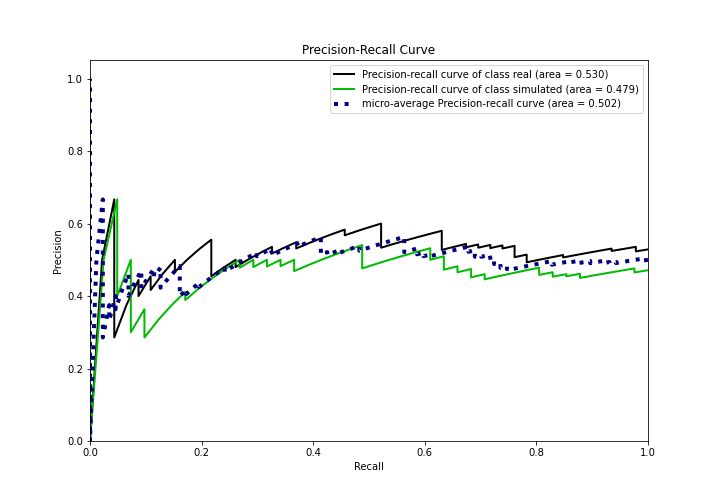 Precision-Recall Curve
Precision-recall curve of class real (area = 0.530)
Precision-recall curve of class simulated (area = 0.479)
micro-average Precision-recall curve (area = 0.502)
1.0
0.8
0.6
0.4
0.2
0.0
Precision
0.0 0.2 0.4 0.6 0.8 1.0
Recall